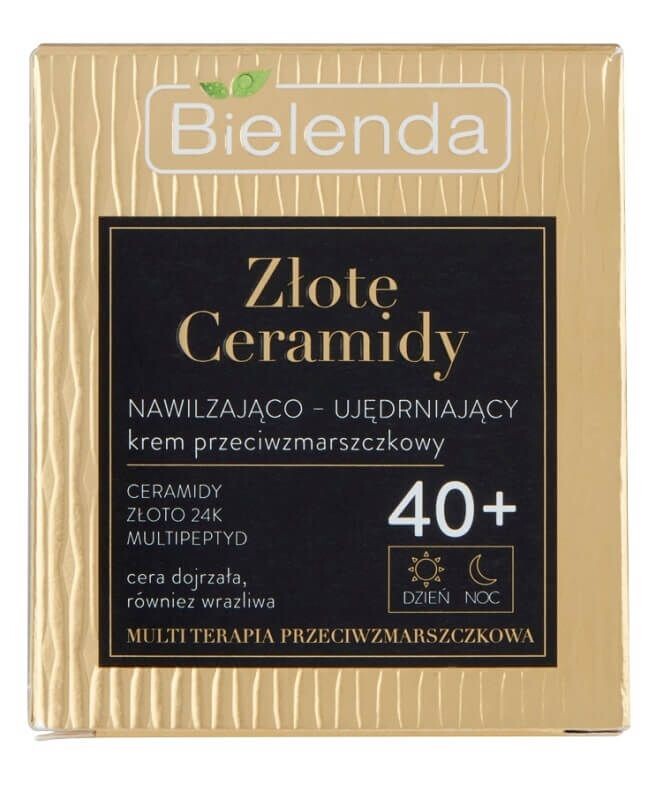 Bielenda
Złote
Ceramidy
NAWILZAJĄCO – UJĘDRNIAJĄCY
krem przeciwzmarszczkowy
CERAMIDY
ZŁOTO 24K
MULTIPEPTYD
40+
cera dojrzała,
również wrazliwa
DZIEŃ NOC
MULTI TERAPIA PRZECIWZMARSZCZKOWA